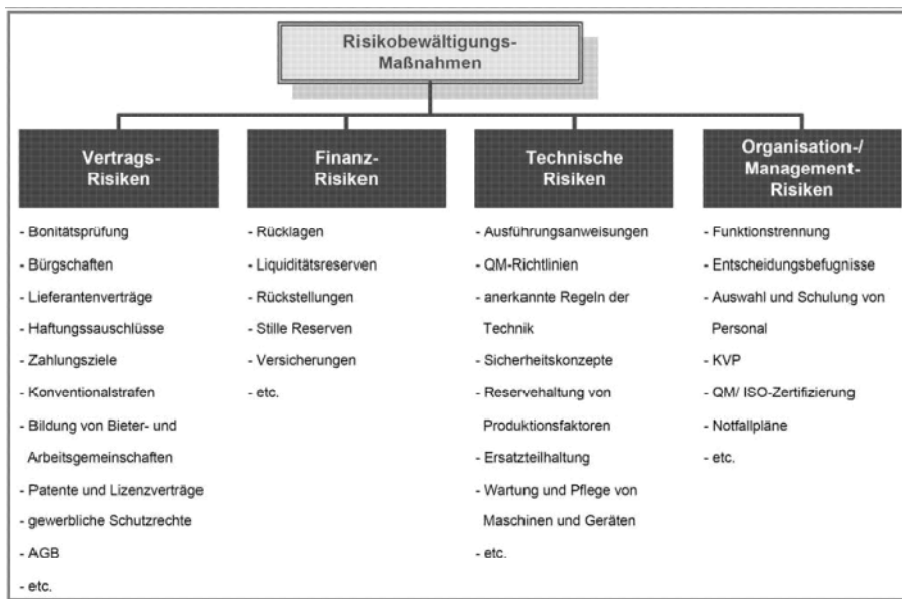 Risikobewältigungs-
Maßnahmen
Vertrags-
Risiken
- Bonitätsprüfung
- Bürgschaften
- Lieferantenverträge
- Haftungssauschlüsse
- Zahlungsziele
- Konventionalstrafen
- Bildung von Bieter- und
Arbeitsgemeinschaften
- Patente und Lizenzverträge
- gewerbliche Schutzrechte
- AGB
- etc.
Finanz-
Risiken
- Rücklagen
- Liquiditätsreserven
- Rückstellungen
- Stille Reserven
- Versicherungen
- etc.
Technische
Risiken
- Ausführungsanweisungen
- QM-Richtlinien
- anerkannte Regeln der
Technik
- Sicherheitskonzepte
- Reservehaltung von
Produktionsfaktoren
- Ersatzteilhaltung
- Wartung und Pflege von
Maschinen und Geräten
- etc.
Organisation-/
Management-
Risiken
- Funktionstrennung
- Entscheidungsbefugnisse
- Auswahl und Schulung von
Personal
- KVP
- QM/ ISO-Zertifizierung
- Notfallpläne
- etc.